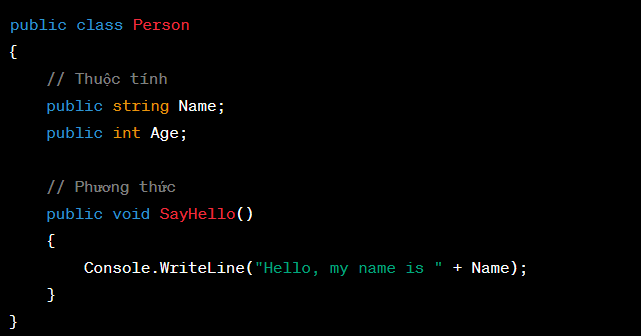 public class Person
{
    // Thuộc tính
    public string Name;
    public int Age;

    // Phương thức
    public void SayHello()
    {
        Console.WriteLine("Hello, my name is " + Name);
    }
}